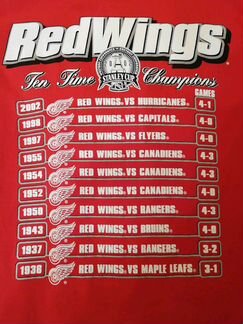 Red Wings
Ten Time STANLEY CUP Champions
GAMES
2002 RED WINGS VS HURRICANES 4-1
1998 RED WINGS VS CAPITALS 4-0
1997 RED WINGS VS FLYERS 4-0
1955 RED WINGS VS CANADIENS 4-3
1954 RED WINGS VS CANADIENS 4-3
1952 RED WINGS VS CANADIENS 4-0
1950 RED WINGS VS RANGERS 4-3
1943 RED WINGS VS BRUINS 4-0
1937 RED WINGS VS RANGERS 3-2
1936 RED WINGS VS MAPLE LEAFS 3-1